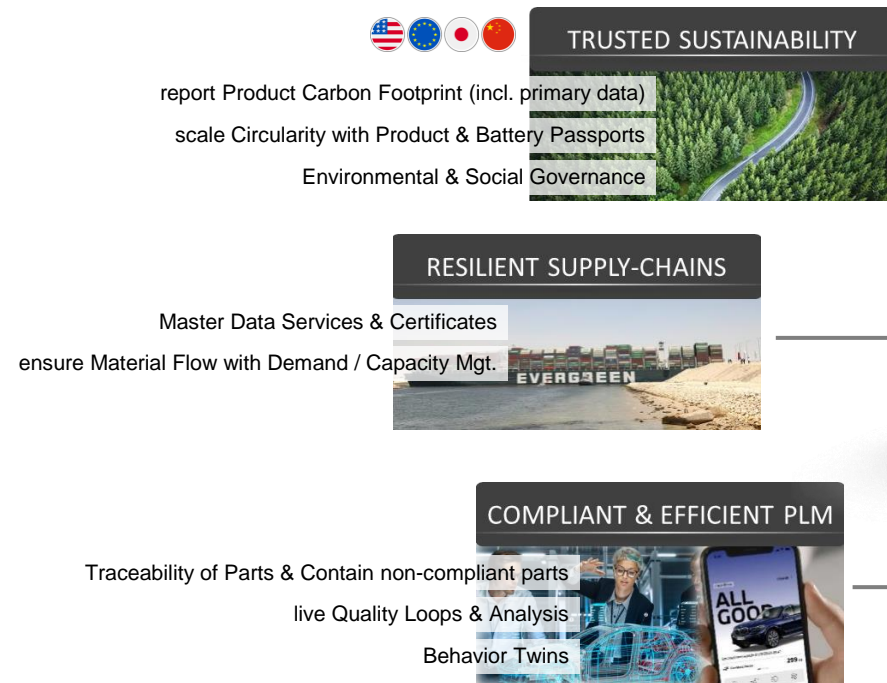 TRUSTED SUSTAINABILITY
report Product Carbon Footprint (incl. primary data)
scale Circularity with Product & Battery Passports
Environmental & Social Governance
RESILIENT SUPPLY-CHAINS
Master Data Services & Certificates
ensure Material Flow with Demand / Capacity Mgt.
EVERGREEN
COMPLIANT & EFFICIENT PLM
Traceability of Parts & Contain non-compliant parts
live Quality Loops & Analysis
Behavior Twins
ALL
GOOD